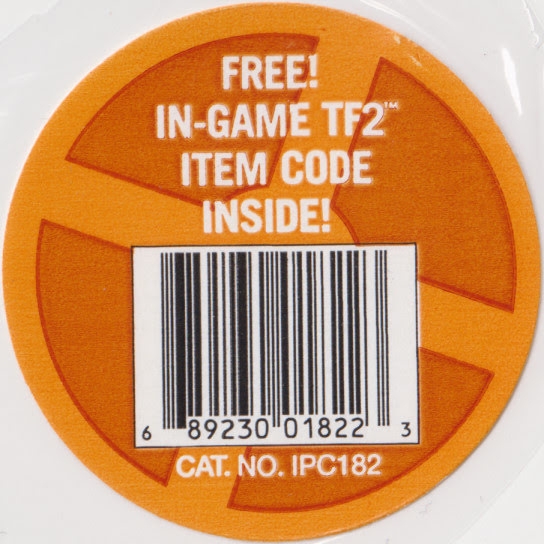 FREE!
IN-GAME TF2™
ITEM CODE
INSIDE!
6 89230 01822 3
CAT. NO. IPC182